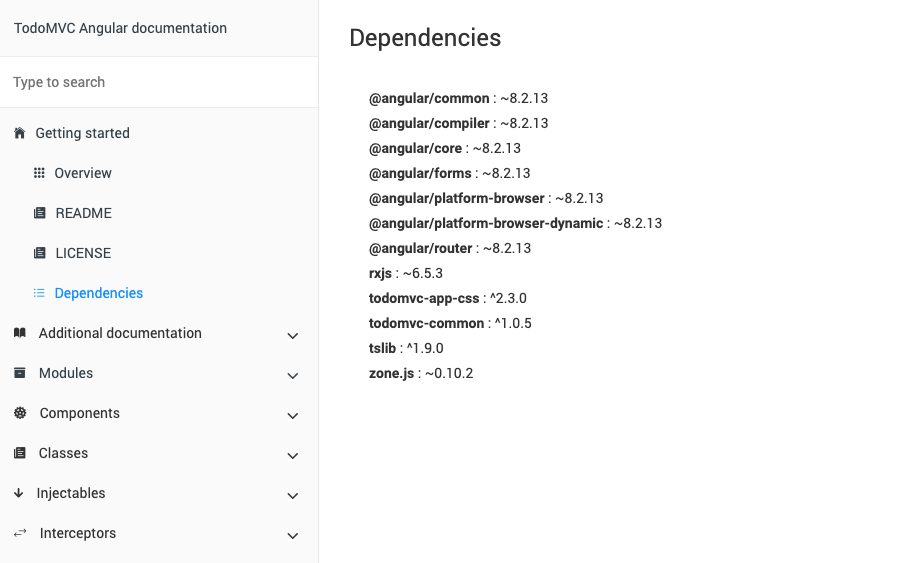 TodoMVC Angular documentation
Type to search
Getting started
Overview
README
LICENSE
Dependencies
Additional documentation
Modules
Components
Classes
Injectables
Interceptors
Dependencies
@angular/common : ~8.2.13
@angular/compiler : ~8.2.13
@angular/core : ~8.2.13
@angular/forms : ~8.2.13
@angular/platform-browser : ~8.2.13
@angular/platform-browser-dynamic : ~8.2.13
@angular/router : ~8.2.13
rxjs : ~6.5.3
todomvc-app-css : ^2.3.0
todomvc-common : ^1.0.5
tslib : ^1.9.0
zone.js : ~0.10.2